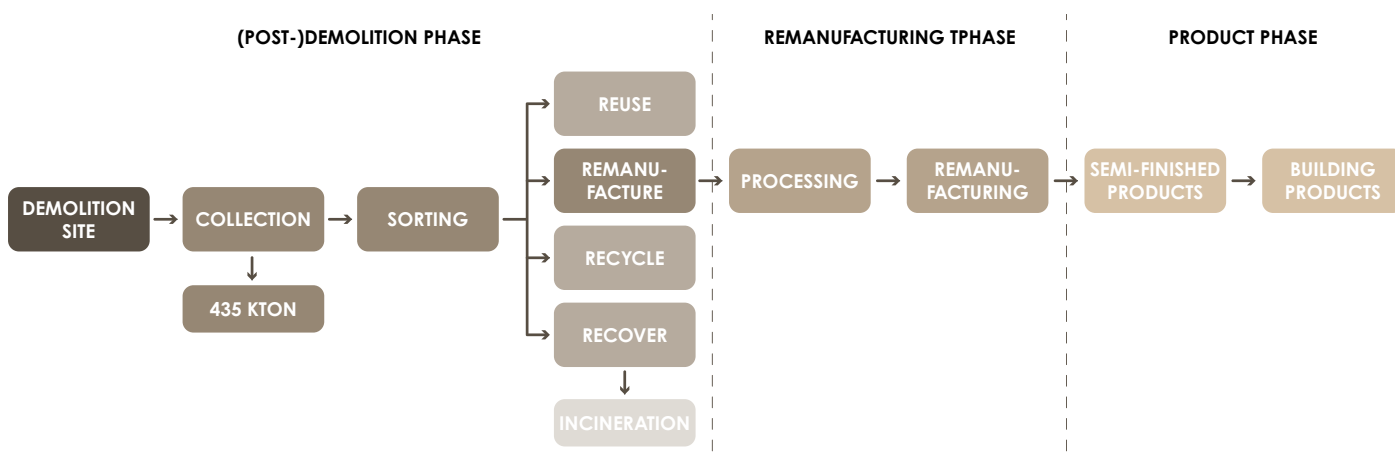 (POST-)DEMOLITION PHASE
REMANUFACTURING TPHASE
PRODUCT PHASE
DEMOLITION
SITE
COLLECTION
435 KTON
SORTING
REUSE
REMANU-
FACTURE
RECYCLE
RECOVER
INCINERATION
PROCESSING
REMANU-
FACTURING
SEMI-FINISHED
PRODUCTS
BUILDING
PRODUCTS